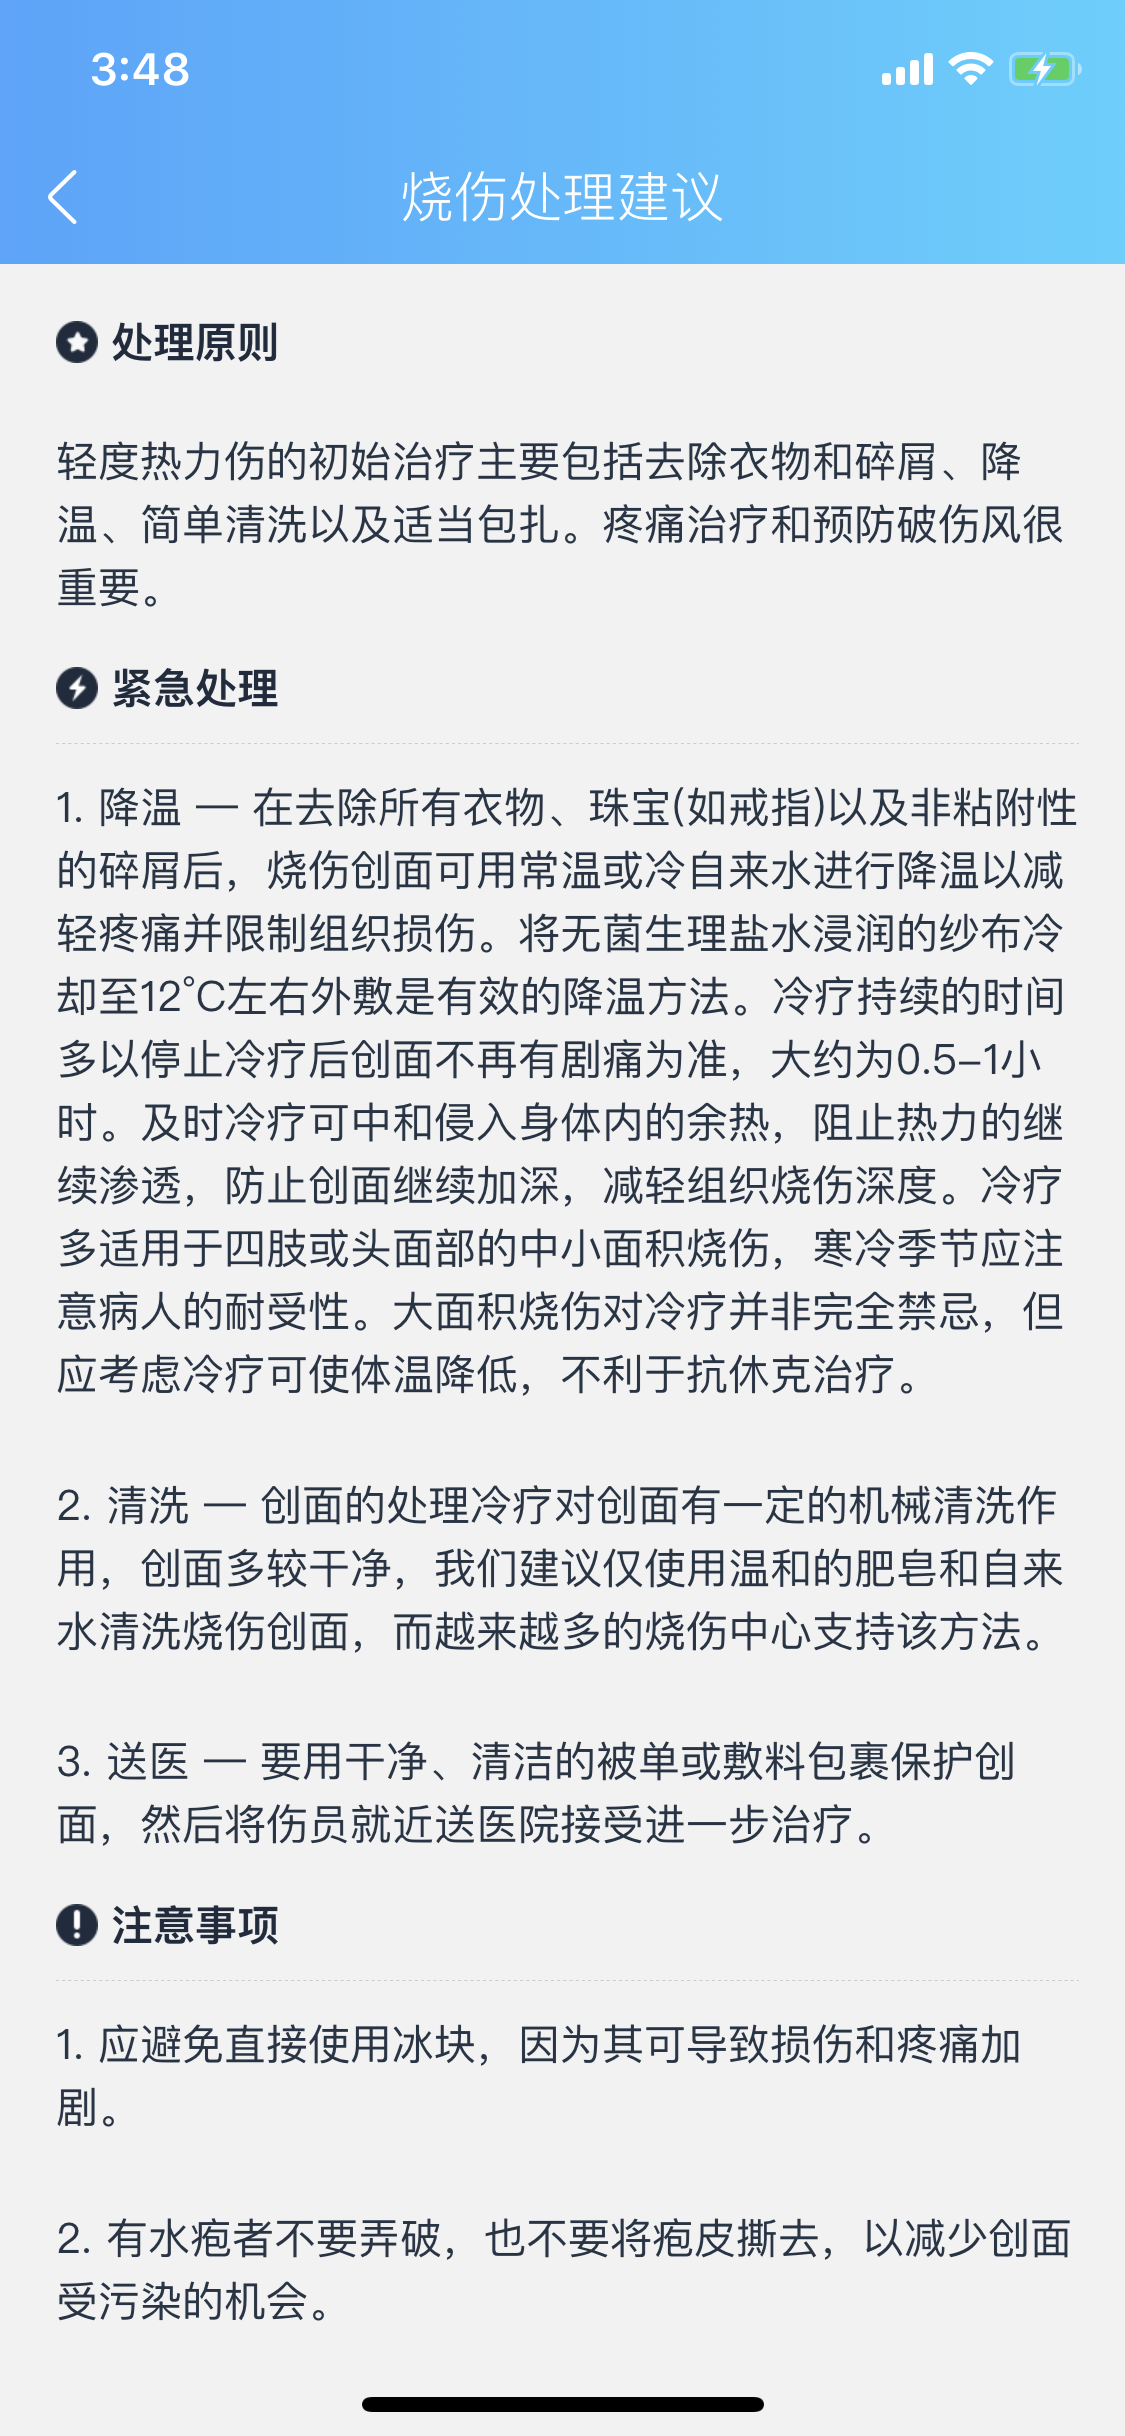 3:48
烧伤处理建议
处理原则
轻度热力伤的初始治疗主要包括去除衣物和碎屑、降
温、简单清洗以及适当包扎。疼痛治疗和预防破伤风很
重要。
紧急处理
1. 降温 — 在去除所有衣物、珠宝(如戒指)以及非粘附性
的碎屑后，烧伤创面可用常温或冷自来水进行降温以减
轻疼痛并限制组织损伤。将无菌生理盐水浸润的纱布冷
却至12°C左右外敷是有效的降温方法。冷疗持续的时间
多以停止冷疗后创面不再有剧痛为准，大约为0.5–1小
时。及时冷疗可中和侵入身体内的余热，阻止热力的继
续渗透，防止创面继续加深，减轻组织烧伤深度。冷疗
多适用于四肢或头面部的中小面积烧伤，寒冷季节应注
意病人的耐受性。大面积烧伤对冷疗并非完全禁忌，但
应考虑冷疗可使体温降低，不利于抗休克治疗。
2. 清洗 — 创面的处理冷疗对创面有一定的机械清洗作
用，创面多较干净，我们建议仅使用温和的肥皂和自来
水清洗烧伤创面，而越来越多的烧伤中心支持该方法。
3. 送医 — 要用干净、清洁的被单或敷料包裹保护创
面，然后将伤员就近送医院接受进一步治疗。
注意事项
1. 应避免直接使用冰块，因为其可导致损伤和疼痛加
剧。
2. 有水疱者不要弄破，也不要将疱皮撕去，以减少创面
受污染的机会。